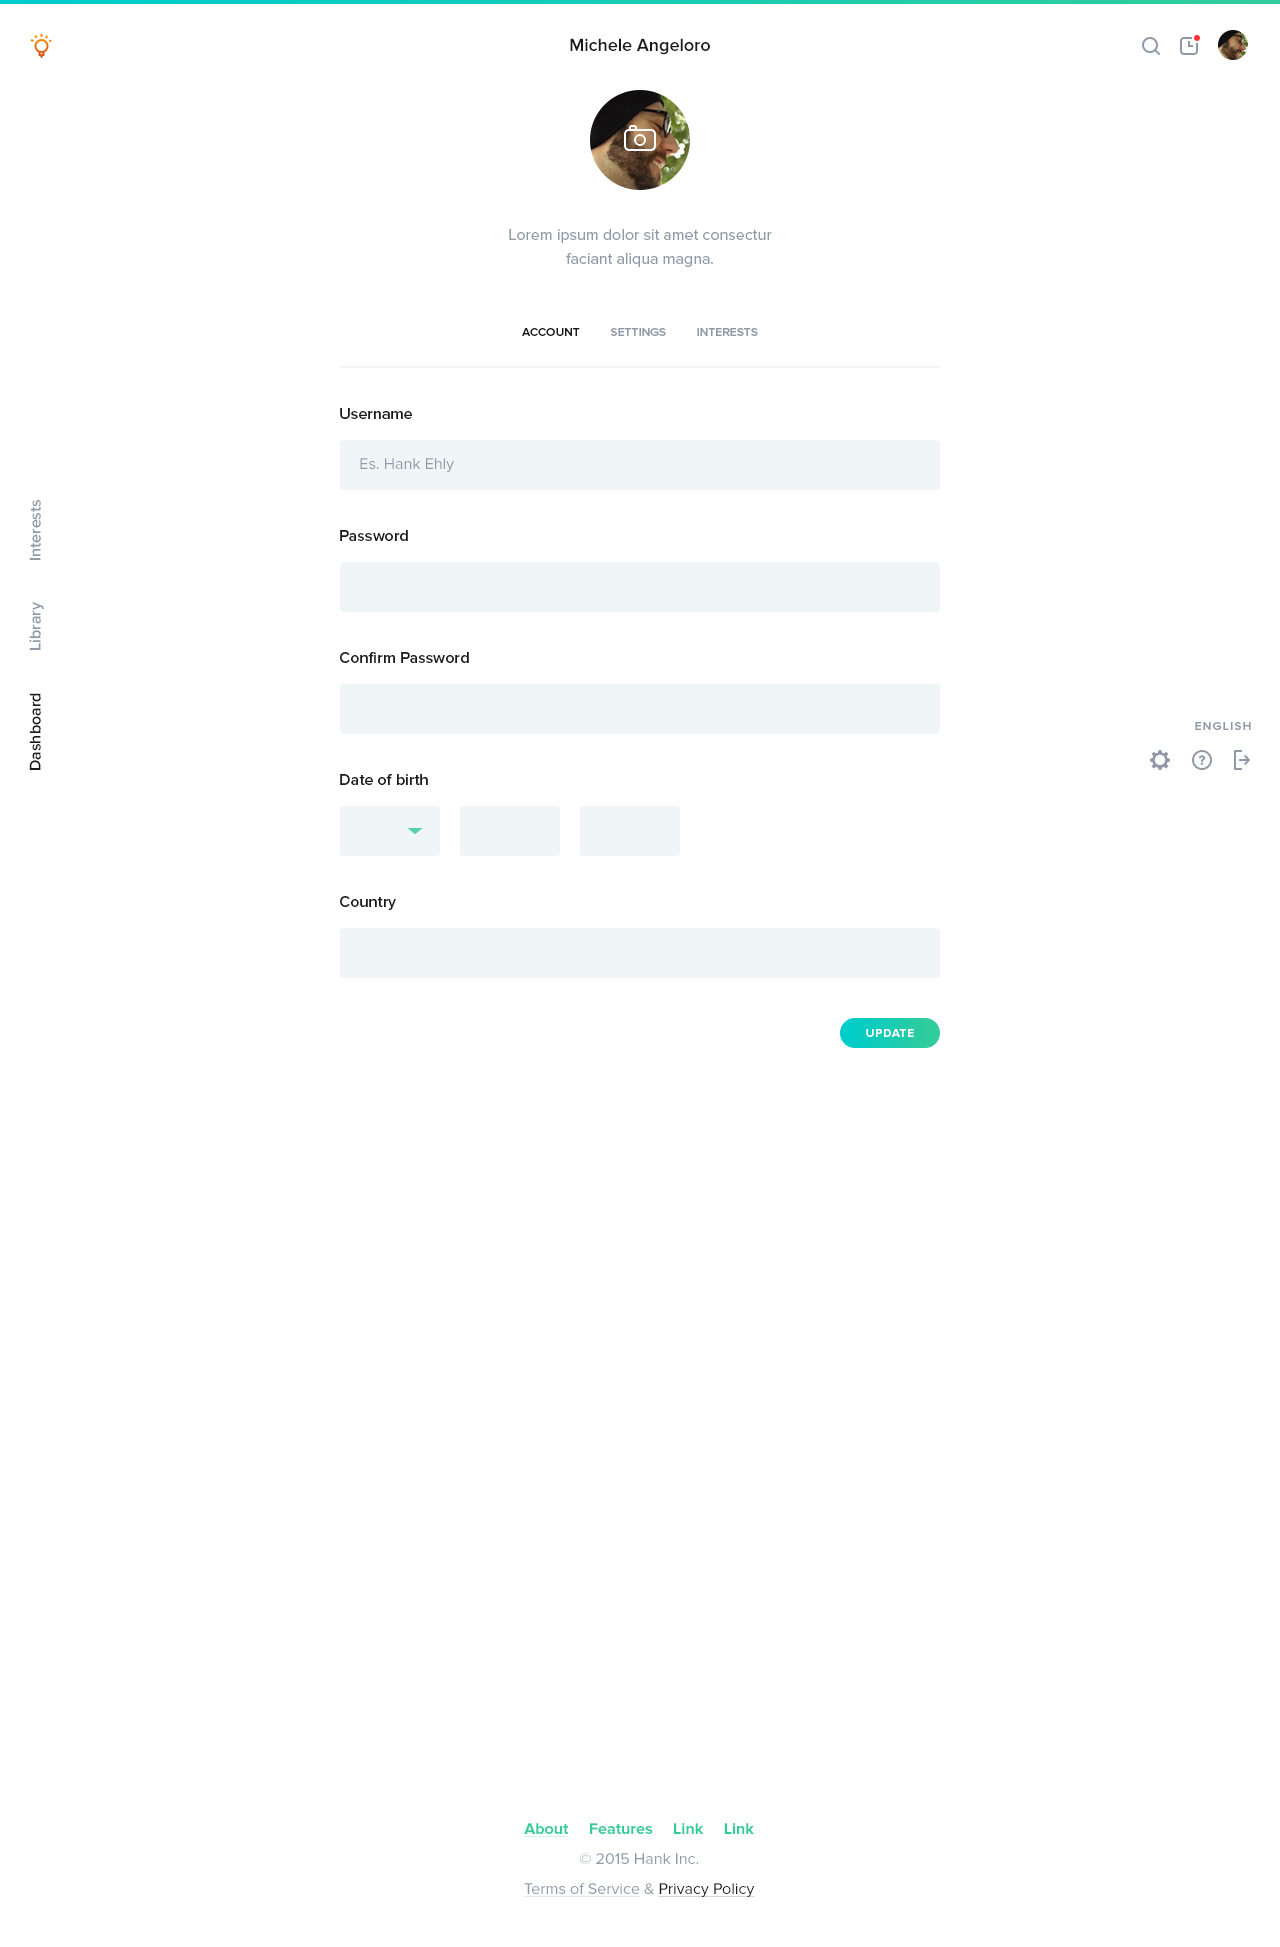 Michele Angeloro
Lorem ipsum dolor sit amet consectur
faciant aliqua magna.
ACCOUNT SETTINGS INTERESTS
Username
Es. Hank Ehly
Interests
Password
Library
Confirm Password
Dashboard
ENGLISH
Date of birth
Country
UPDATE
About Features Link Link
© 2015 Hank Inc.
Terms of Service & Privacy Policy